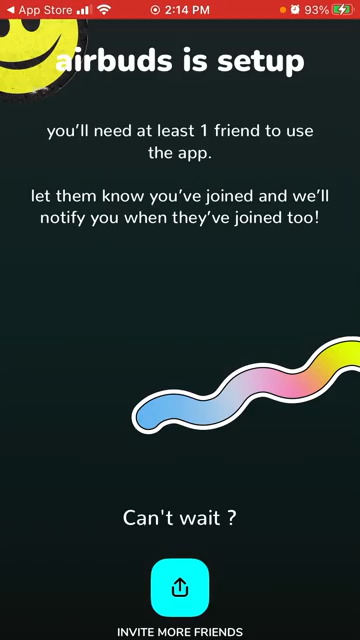 App Store
2:14 PM
93%
airbuds is setup
you’ll need at least 1 friend to use
the app.
let them know you’ve joined and we’ll
notify you when they’ve joined too!
Can't wait ?
INVITE MORE FRIENDS